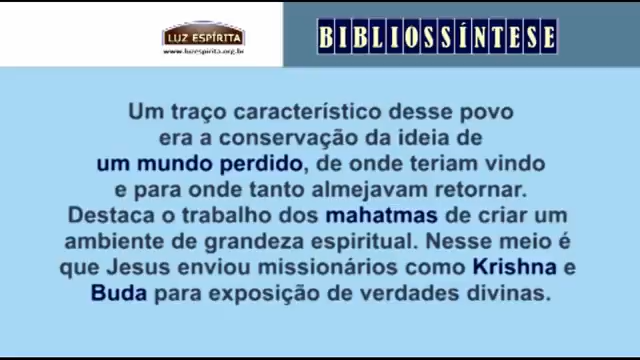 LUZ ESPÍRITA
www.luzespirita.org.br
BIBLIOSSÍNTESE
Um traço característico desse povo
era a conservação da ideia de
um mundo perdido, de onde teriam vindo
e para onde tanto almejavam retornar.
Destaca o trabalho dos mahatmas de criar um
ambiente de grandeza espiritual. Nesse meio é
que Jesus enviou missionários como Krishna e
Buda para exposição de verdades divinas.